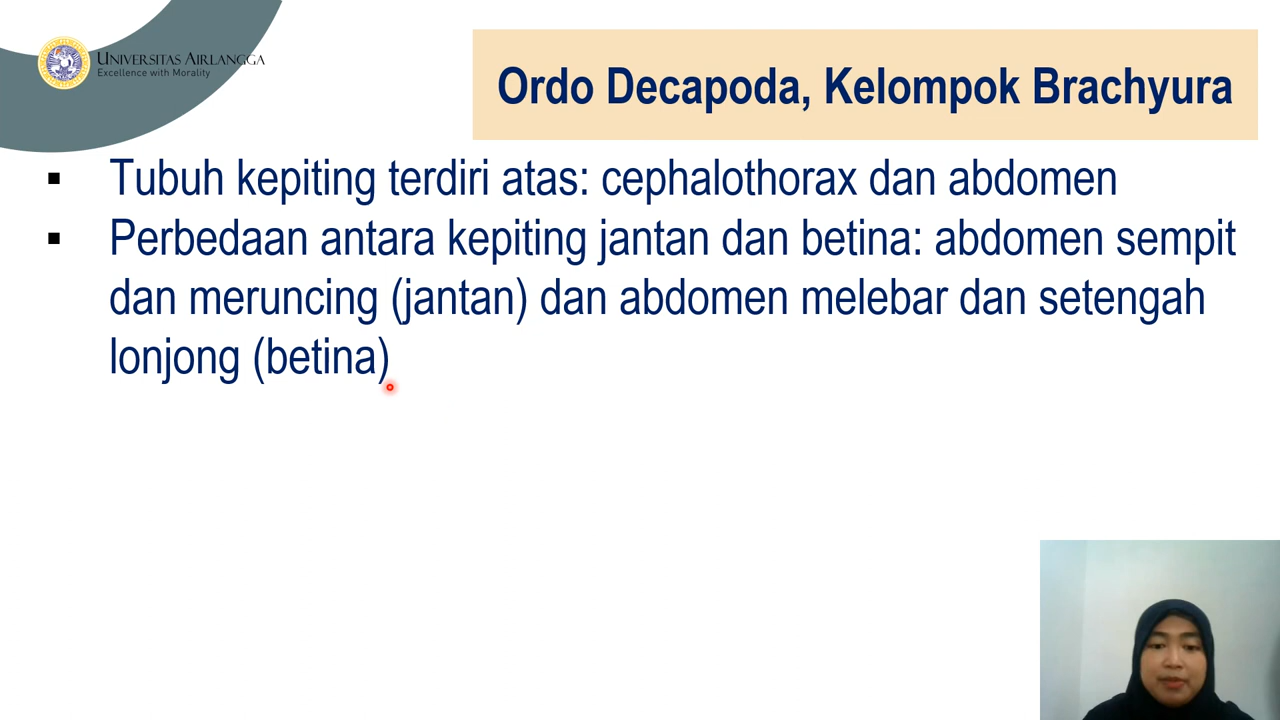 UNIVERSITAS AIRLANGGA
Excellence with Morality
Ordo Decapoda, Kelompok Brachyura
▪ Tubuh kepiting terdiri atas: cephalothorax dan abdomen
▪ Perbedaan antara kepiting jantan dan betina: abdomen sempit
dan meruncing (jantan) dan abdomen melebar dan setengah
lonjong (betina)